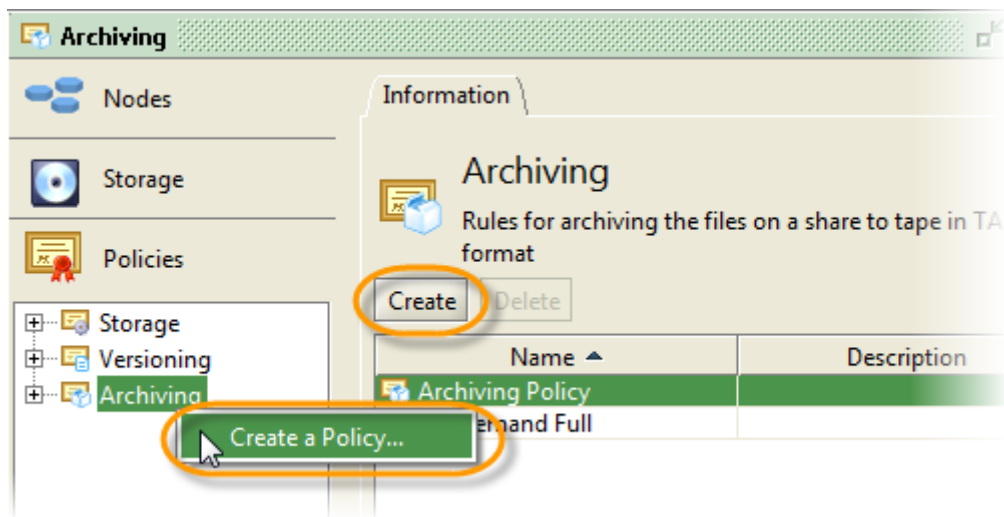 Archiving
Nodes
Storage
Policies
Storage
Versioning
Archiving
Create a Policy...
Information
Archiving
Rules for archiving the files on a share to tape in TA
format
Create Delete
Name Description
Archiving Policy
Full